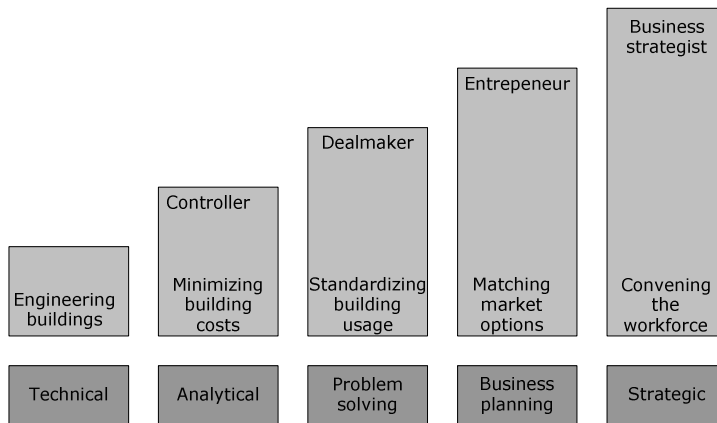 Business
strategist
Entrepeneur
Dealmaker
Controller
Engineering
buildings
Minimizing
building
costs
Standardizing
building
usage
Matching
market
options
Convening
the
workforce
Technical
Analytical
Problem
solving
Business
planning
Strategic